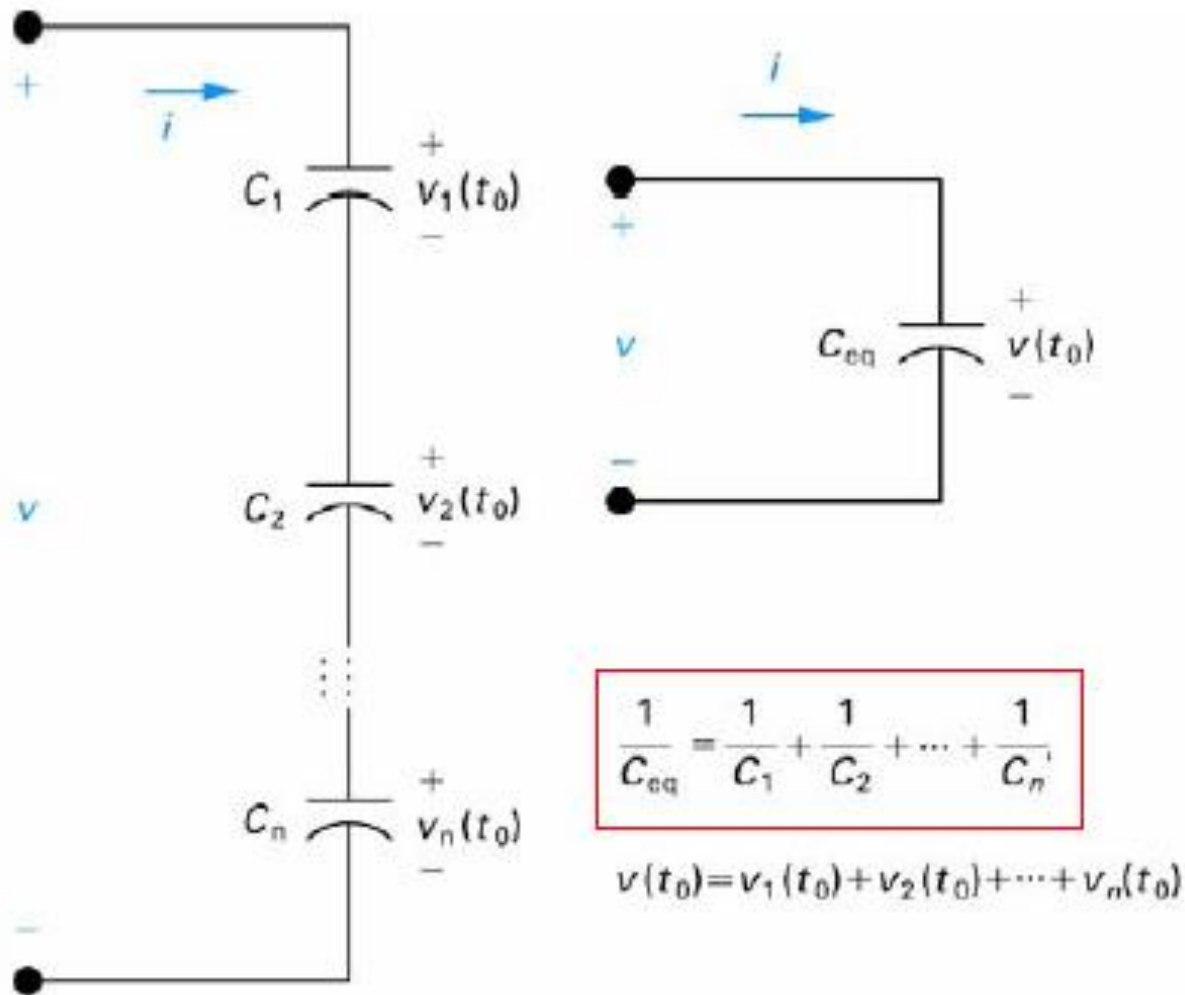 +
i
C₁
+
v₁(t₀)
−
v
C₂
+
v₂(t₀)
−
Cₙ
+
vₙ(t₀)
−
−
i
+
v
−
C_eq
+
v(t₀)
−
1/C_eq = 1/C₁ + 1/C₂ + ··· + 1/Cₙ
v(t₀)=v₁(t₀)+v₂(t₀)+···+vₙ(t₀)